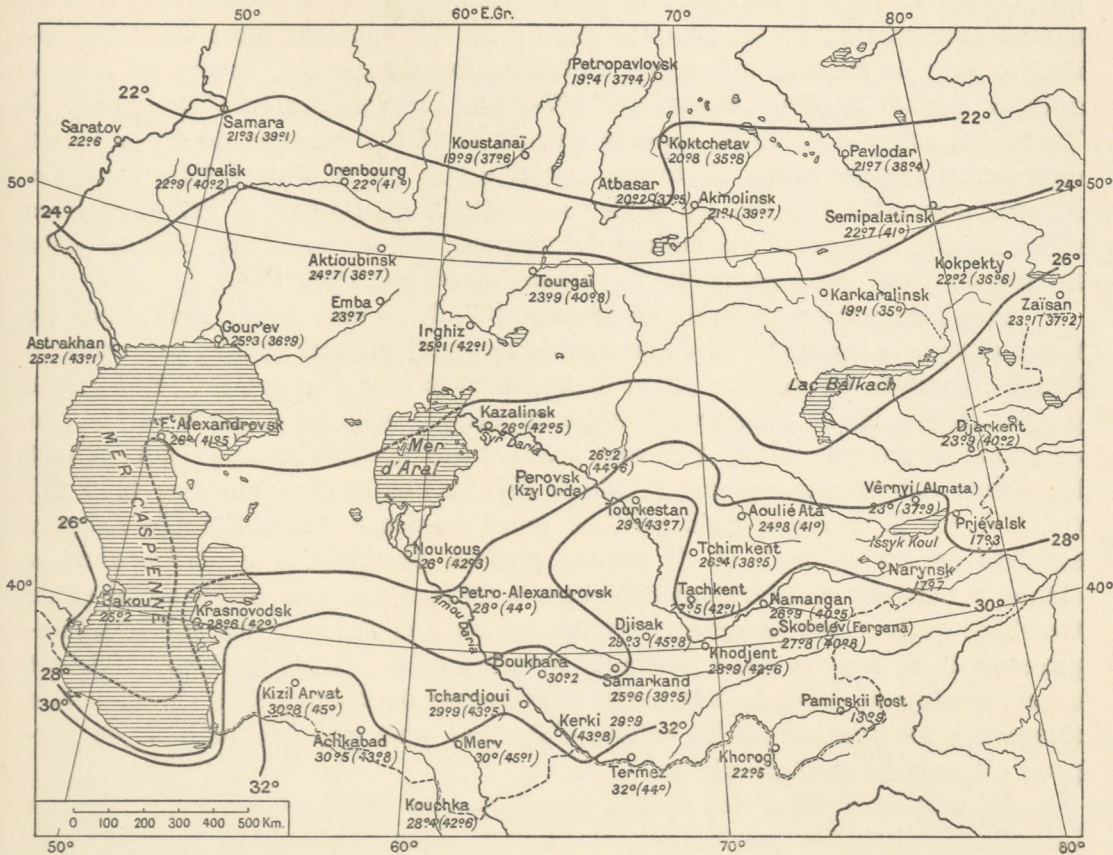 50°
60° E.Gr.
70°
80°
22°
Petropavlovsk
19°4 (37°4)
22°
Saratov
22°6
Samara
21°3 (39°1)
Koustanaï
19°9 (37°6)
Koktchetav
20°8 (35°8)
Pavlodar
21°7 (38°4)
50°
Oural'sk
22°9 (40°2)
Orenbourg
22° (41°)
Atbasar
20°2 (37°5)
Akmolinsk
21°1 (39°7)
24°
50°
24°
Semipalatinsk
22°7 (41°)
Aktioubinsk
24°7 (36°7)
Tourgaï
23°9 (40°8)
Kokpekty
22°2 (36°6)
26°
Emba
23°7
Karkaralinsk
19°1 (35°)
Zaïsan
23°1 (37°2)
Astrakhan
25°2 (43°1)
Gour'ev
25°3 (36°9)
Irghiz
25°1 (42°1)
Lac Balkach
Ft Alexandrovsk
26° (41°5)
Kazalinsk
26° (42°5)
Syr Daria
Djarkent
23°9 (40°2)
MER CASPIENNE
Mer
d'Aral
26°2
(44°6)
Perovsk
(Kzyl Orda)
Vêrnyi (Almata)
23° (37°9)
26°
Tourkestan
29° (43°7)
Aoulié Ata
24°8 (41°)
Prjévalsk
17°3
28°
Issyk Koul
Noukous
26° (42°3)
Tchimkent
26°4 (38°5)
Narynsk
17°7
40°
Bakou
25°2
Krasnovodsk
28°6 (42°)
Petro-Alexandrovsk
28° (44°)
Amou Daria
Tachkent
27°5 (42°1)
Namangan
26°9 (40°5)
30°
40°
Djisak
29°3 (45°8)
Skobelev (Fergana)
27°8 (40°8)
Khodjent
28°9 (42°6)
28°
Boukhara
30°2
Samarkand
25°6 (39°5)
30°
Kizil Arvat
30°8 (45°)
Tchardjoui
29°9 (43°5)
Pamirskii Post
13°9
Kerki 29°9
(43°8)
32°
Achkabad
30°5 (43°8)
Merv
30° (45°1)
Khorog
22°5
32°
Termez
32° (44°)
Kouchka
28°4 (42°6)
0 100 200 300 400 500 Km.
50°
60°
70°
80°